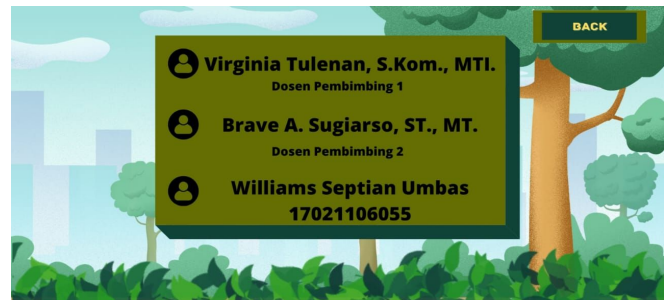 BACK
Virginia Tulenan, S.Kom., MTI.
Dosen Pembimbing 1
Brave A. Sugiarso, ST., MT.
Dosen Pembimbing 2
Williams Septian Umbas
17021106055